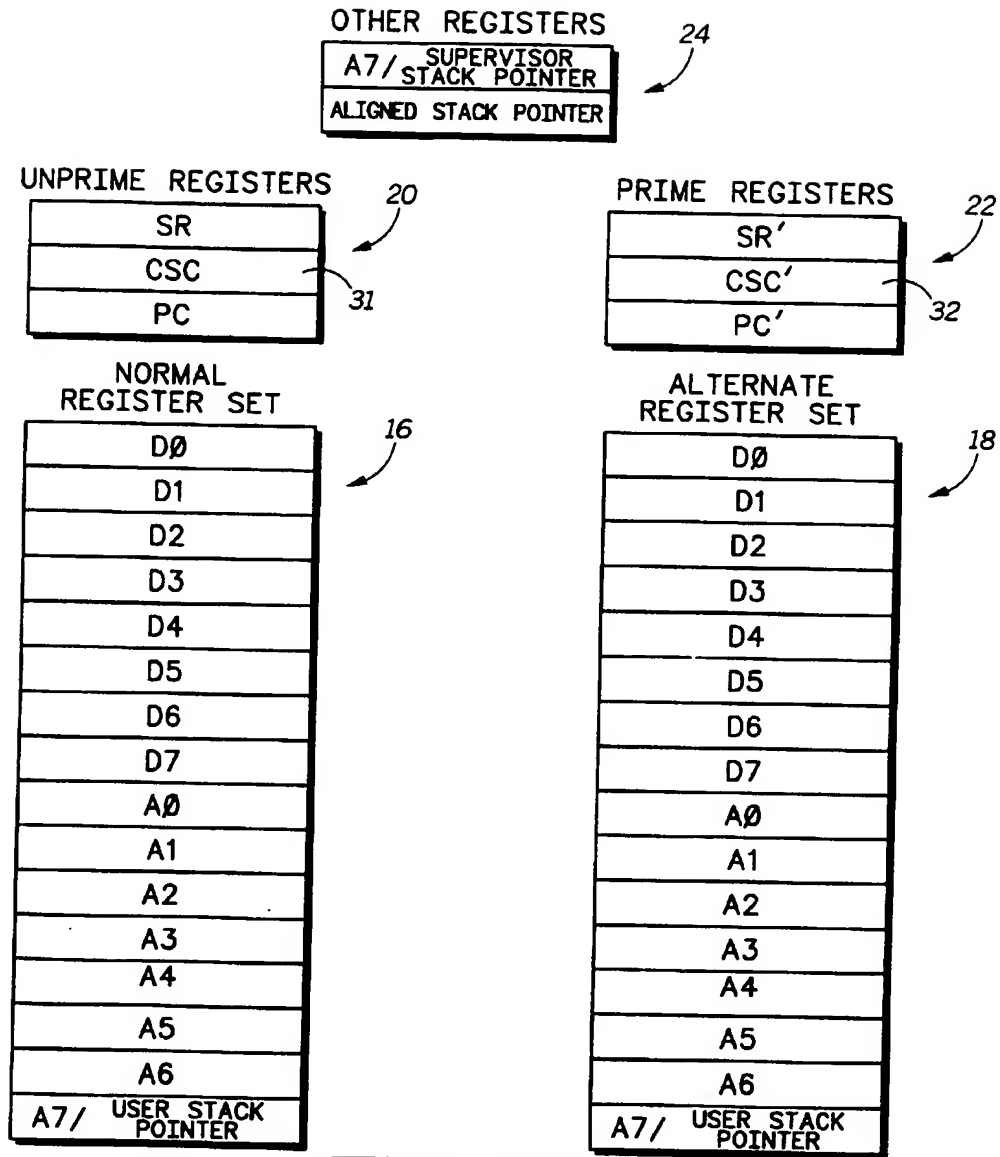 OTHER REGISTERS
24
A7/ SUPERVISOR
STACK POINTER
ALIGNED STACK POINTER
UNPRIME REGISTERS
20
SR
CSC
31
PC
PRIME REGISTERS
22
SR′
CSC′
32
PC′
NORMAL
REGISTER SET
16
DØ
D1
D2
D3
D4
D5
D6
D7
AØ
A1
A2
A3
A4
A5
A6
A7/ USER STACK
POINTER
ALTERNATE
REGISTER SET
18
DØ
D1
D2
D3
D4
D5
D6
D7
AØ
A1
A2
A3
A4
A5
A6
A7/ USER STACK
POINTER